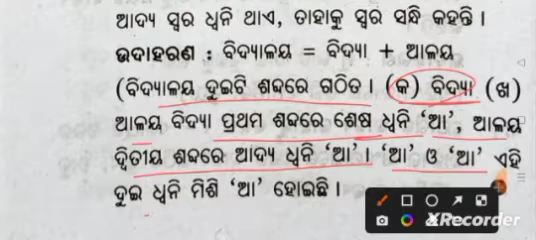 ଆଦ୍ୟ ସ୍ୱର ଧ୍ୱନି ଥାଏ, ତାହାକୁ ସ୍ୱର ସନ୍ଧି କହନ୍ତି ।
ଉଦାହରଣ : ବିଦ୍ୟାଳୟ = ବିଦ୍ୟା + ଆଳୟ
(ବିଦ୍ୟାଳୟ ଦୁଇଟି ଶବ୍ଦରେ ଗଠିତ । (କ) ବିଦ୍ୟା (ଖ)
ଆଳୟ ବିଦ୍ୟା ପ୍ରଥମ ଶବ୍ଦରେ ଶେଷ ଧ୍ୱନି ‘ଆ’, ଆଳୟ
ଦ୍ୱିତୀୟ ଶବ୍ଦରେ ଆଦ୍ୟ ଧ୍ୱନି ‘ଆ’ । ‘ଆ’ ଓ ‘ଆ’ ଏହି
ଦୁଇ ଧ୍ୱନି ମିଶି ‘ଆ’ ହୋଇଛି ।
XRecorder